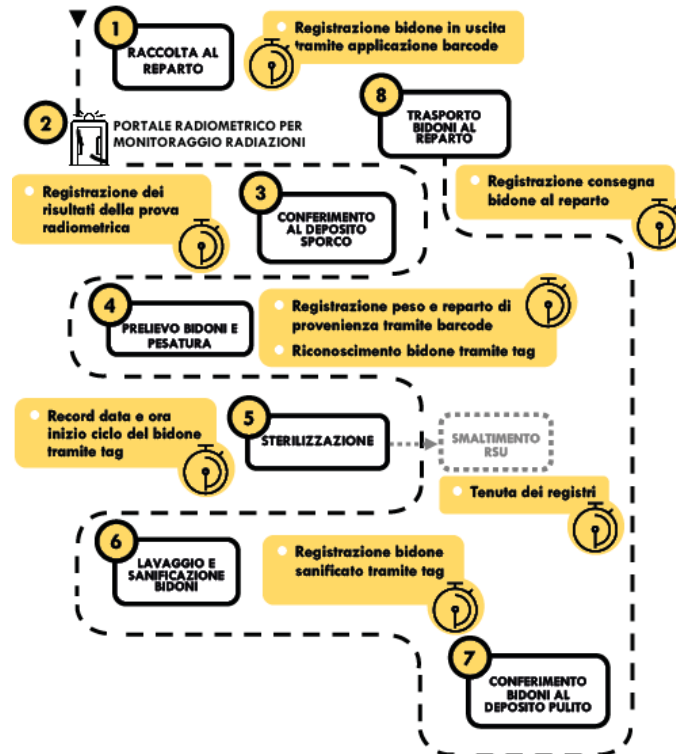 1
RACCOLTA AL
REPARTO
Registrazione bidone in uscita
tramite applicazione barcode
2
PORTALE RADIOMETRICO PER
MONITORAGGIO RADIAZIONI
8
TRASPORTO
BIDONI AL
REPARTO
Registrazione consegna
bidone al reparto
Registrazione dei
risultati della prova
radiometrica
3
CONFERIMENTO
AL DEPOSITO
SPORCO
4
PRELIEVO BIDONI E
PESATURA
Registrazione peso e reparto di
provenienza tramite barcode
Riconoscimento bidone tramite tag
Record data e ora
inizio ciclo del bidone
tramite tag
5
STERILIZZAZIONE
SMALTIMENTO
RSU
Tenuta dei registri
6
LAVAGGIO E
SANIFICAZIONE
BIDONI
Registrazione bidone
sanificato tramite tag
7
CONFERIMENTO
BIDONI AL
DEPOSITO PULITO